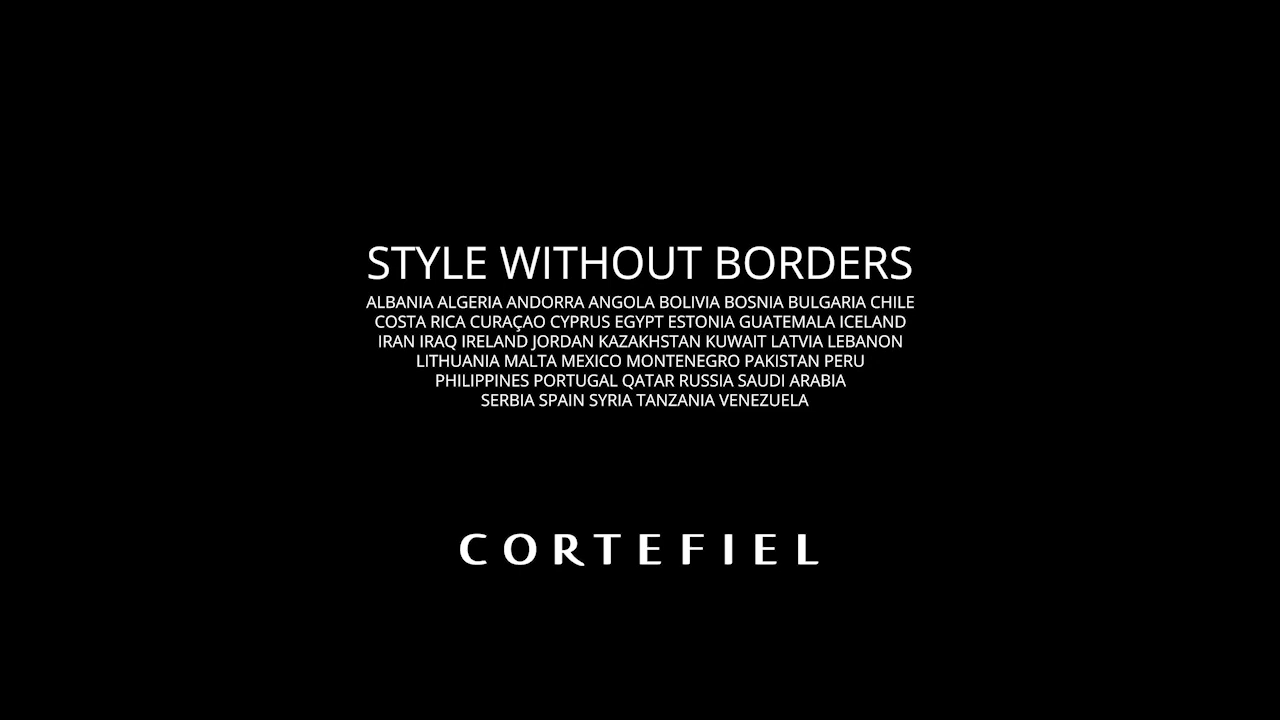 STYLE WITHOUT BORDERS
ALBANIA ALGERIA ANDORRA ANGOLA BOLIVIA BOSNIA BULGARIA CHILE
COSTA RICA CURAÇAO CYPRUS EGYPT ESTONIA GUATEMALA ICELAND
IRAN IRAQ IRELAND JORDAN KAZAKHSTAN KUWAIT LATVIA LEBANON
LITHUANIA MALTA MEXICO MONTENEGRO PAKISTAN PERU
PHILIPPINES PORTUGAL QATAR RUSSIA SAUDI ARABIA
SERBIA SPAIN SYRIA TANZANIA VENEZUELA
CORTEFIEL